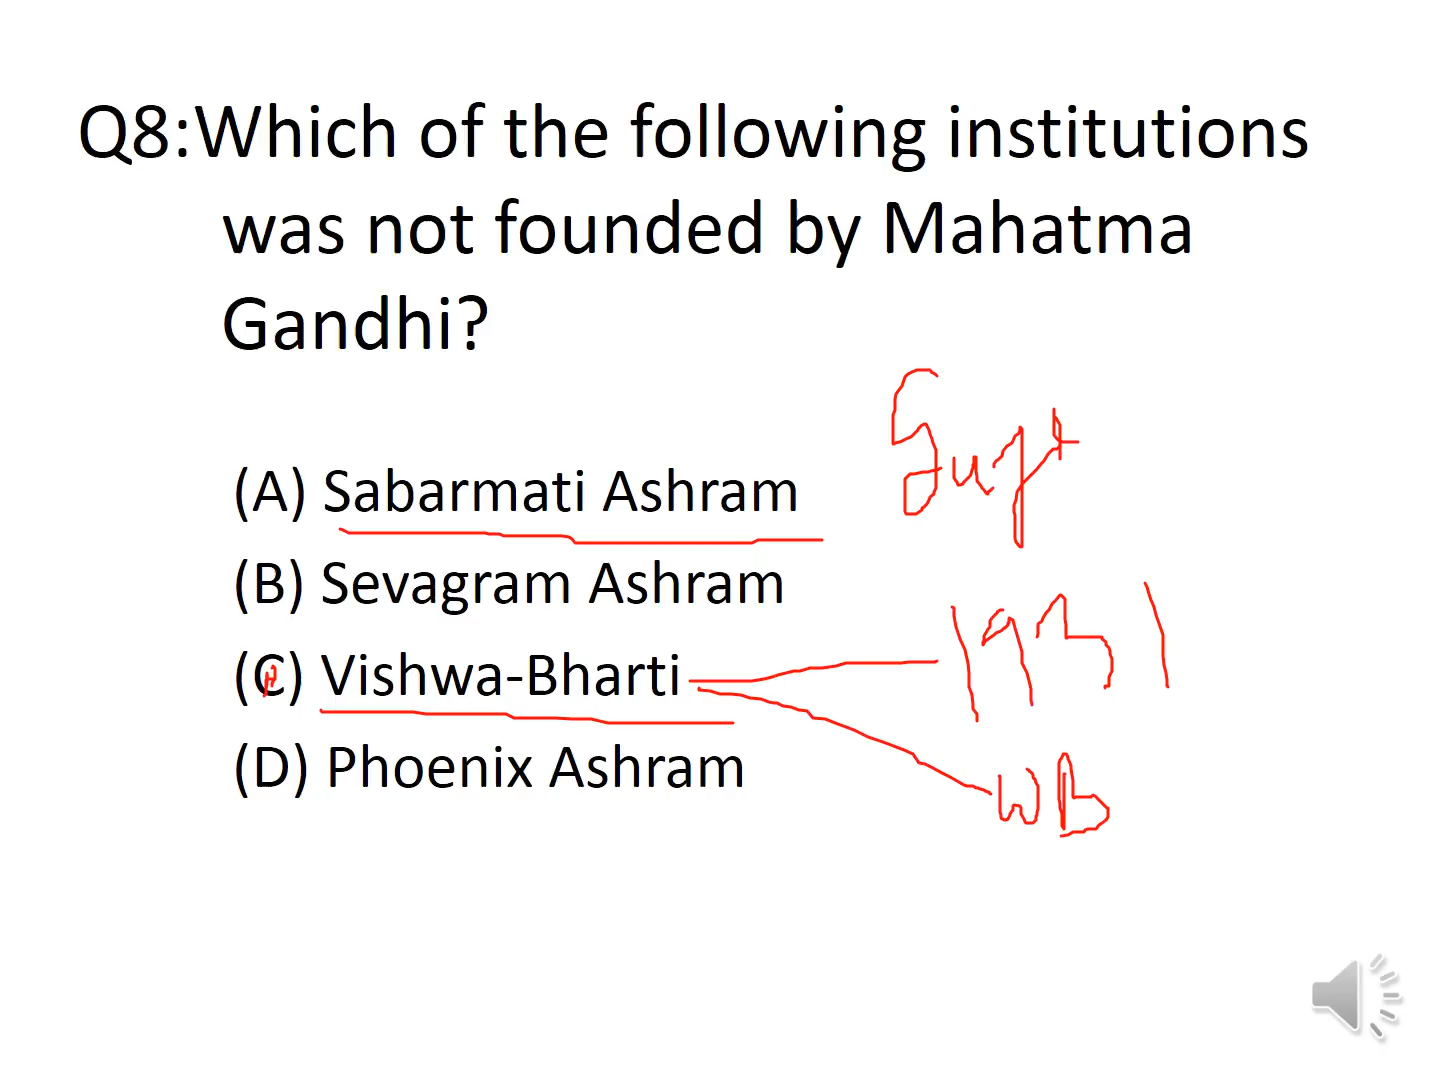 Q8:Which of the following institutions
was not founded by Mahatma
Gandhi?
(A) Sabarmati Ashram
(B) Sevagram Ashram
(C) Vishwa-Bharti
(D) Phoenix Ashram
1931
WB